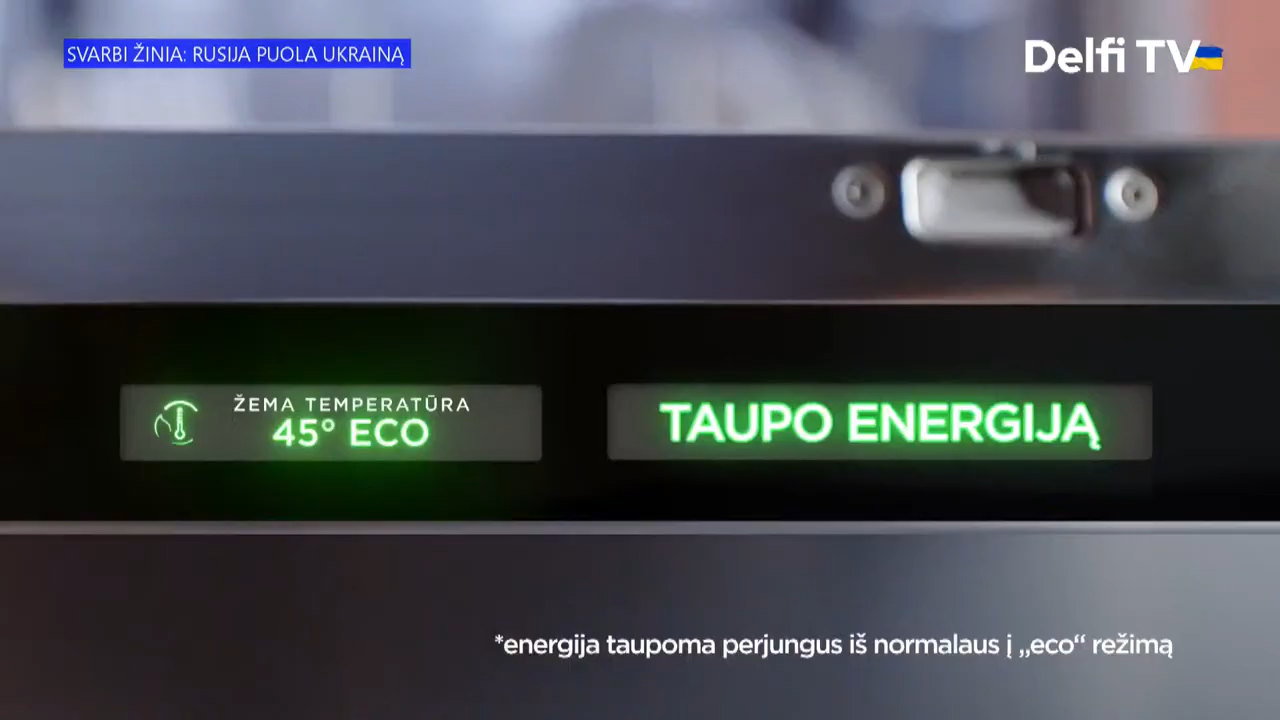 SVARBI ŽINIA: RUSIJA PUOLA UKRAINĄ
Delfi TV
ŽEMA TEMPERATŪRA
45° ECO
TAUPO ENERGIJĄ
*energija taupoma perjungus iš normalaus į „eco“ režimą